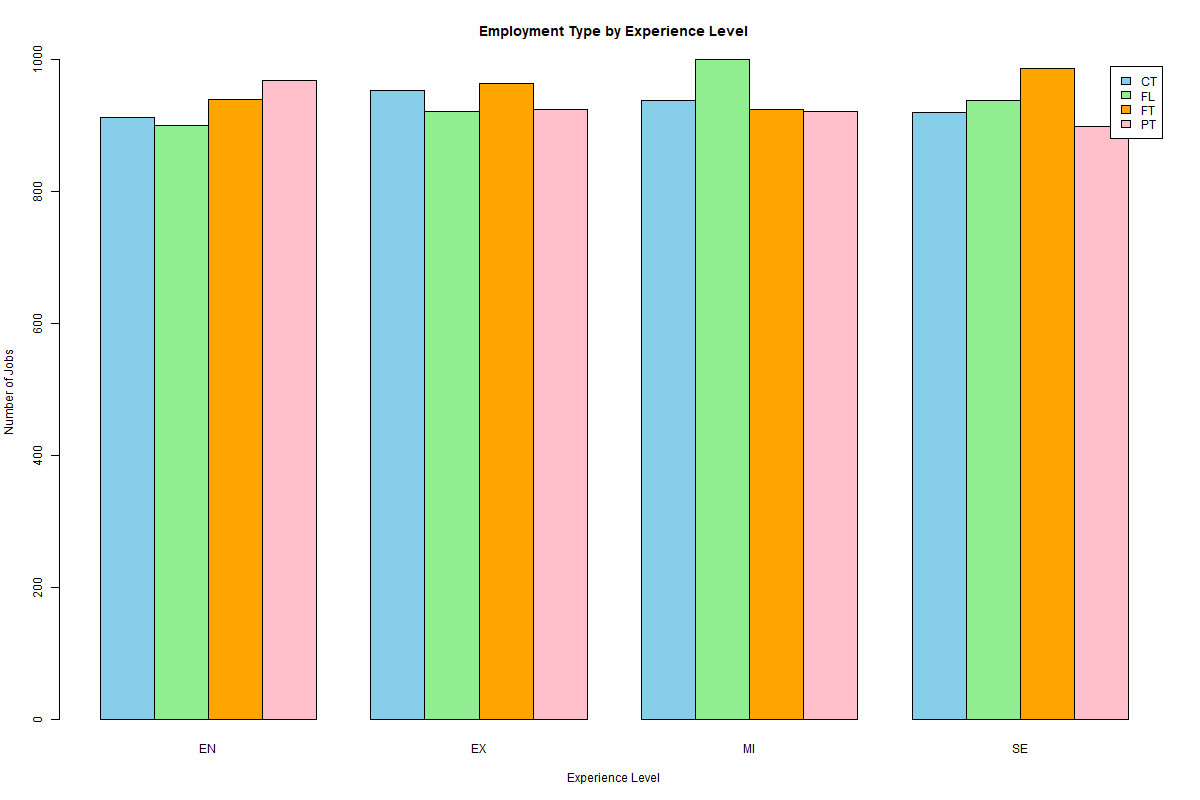 Employment Type by Experience Level
1000
800
600
400
200
0
Number of Jobs
CT
FL
FT
PT
EN
EX
MI
SE
Experience Level